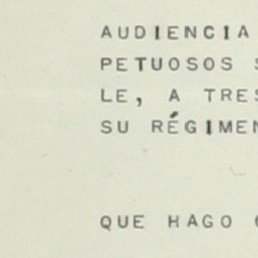 AUDIENCIA
PETUOSOS S
LE, A TRES
SU RÉGIMEN
QUE HAGO